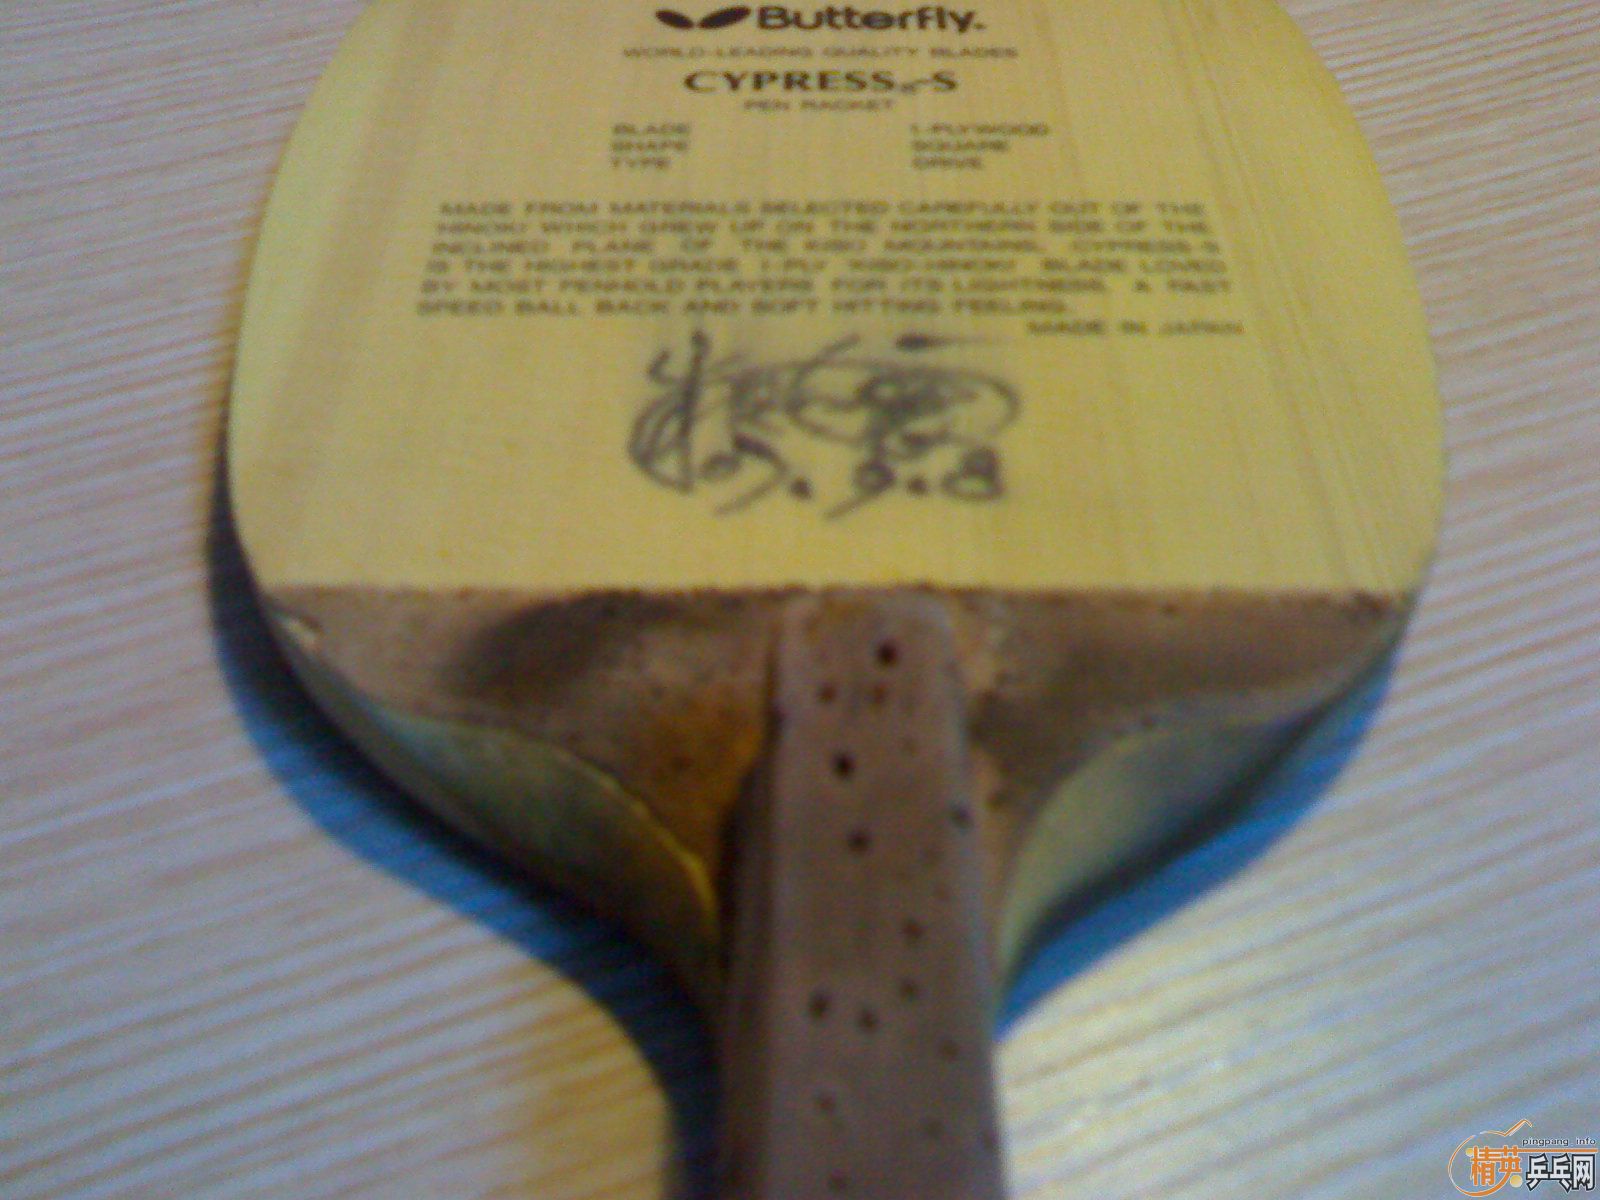 Butterfly.
WORLD-LEADING QUALITY BLADES
CYPRESS-S
PEN RACKET
BLADE 1-PLYWOOD
SHAPE SQUARE
TYPE DRIVE
MADE FROM MATERIALS SELECTED CAREFULLY OUT OF THE
HINOKI WHICH GREW UP ON THE NORTHERN SIDE OF THE
INCLINED PLANE OF THE KISO MOUNTAINS, CYPRESS-S
IS THE HIGHEST GRADE 1-PLY "KISO-HINOKI" BLADE LOVED
BY MOST PENHOLD PLAYERS FOR ITS LIGHTNESS, A FAST
SPEED BALL BACK AND SOFT HITTING FEELING.
MADE IN JAPAN
pingpang_info
精英乒乓网